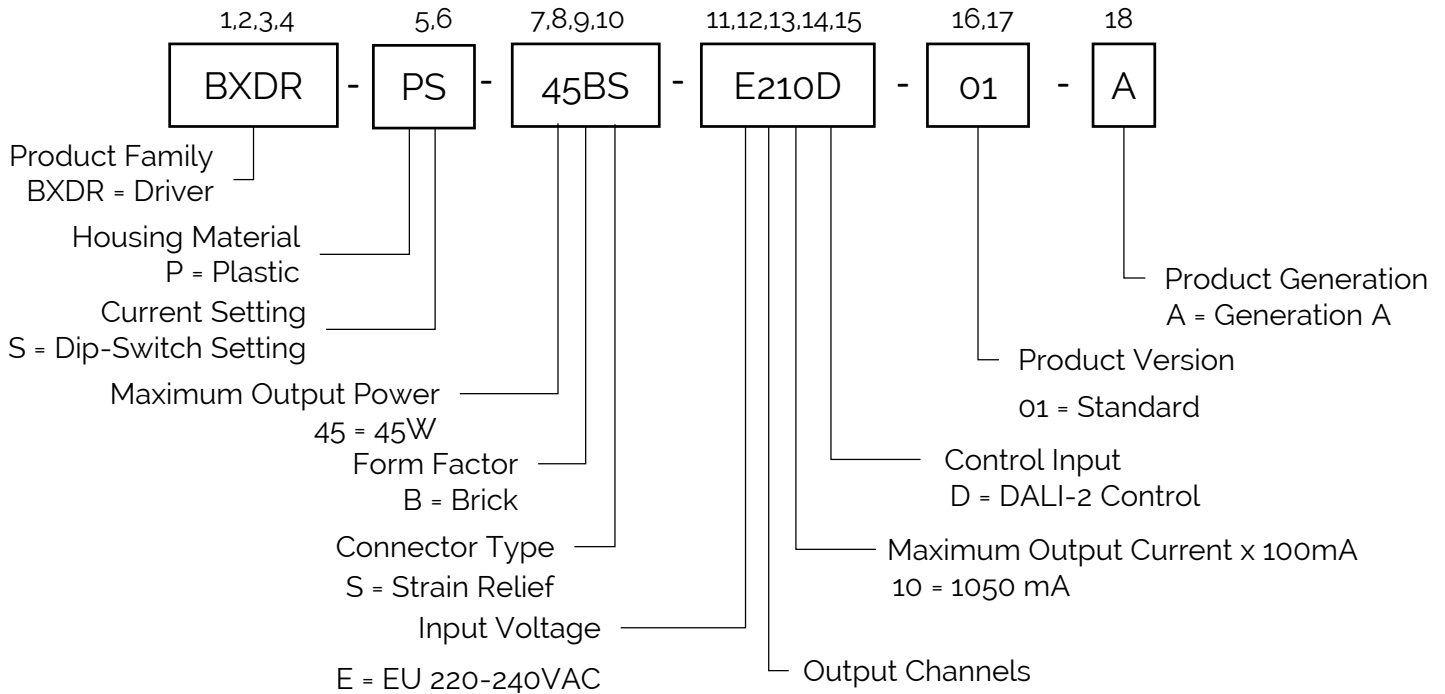 1,2,3,4 5,6 7,8,9,10 11,12,13,14,15 16,17 18
BXDR - PS - 45BS - E210D - 01 - A
Product Family
BXDR = Driver
Housing Material
P = Plastic
Current Setting
S = Dip-Switch Setting
Maximum Output Power
45 = 45W
Form Factor
B = Brick
Connector Type
S = Strain Relief
Input Voltage
E = EU 220-240VAC
Output Channels
Maximum Output Current x 100mA
10 = 1050 mA
Control Input
D = DALI-2 Control
Product Version
01 = Standard
Product Generation
A = Generation A